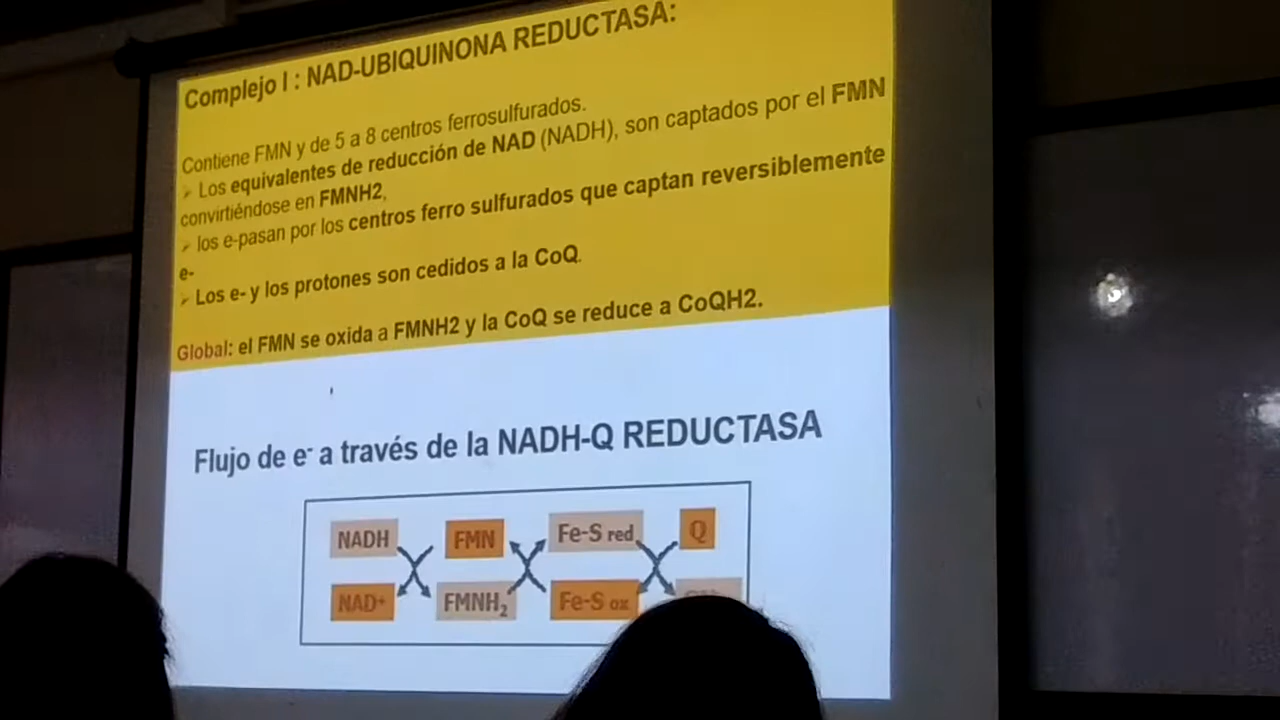 Complejo I : NAD-UBIQUINONA REDUCTASA:
Contiene FMN y de 5 a 8 centros ferrosulfurados.
➢ Los equivalentes de reducción de NAD (NADH), son captados por el FMN
convirtiéndose en FMNH2,
➢ los e-pasan por los centros ferro sulfurados que captan reversiblemente
e-
➢ Los e- y los protones son cedidos a la CoQ.
Global: el FMN se oxida a FMNH2 y la CoQ se reduce a CoQH2.
Flujo de e⁻ a través de la NADH-Q REDUCTASA
NADH FMN Fe-S red Q
NAD⁺ FMNH₂ Fe-S ox